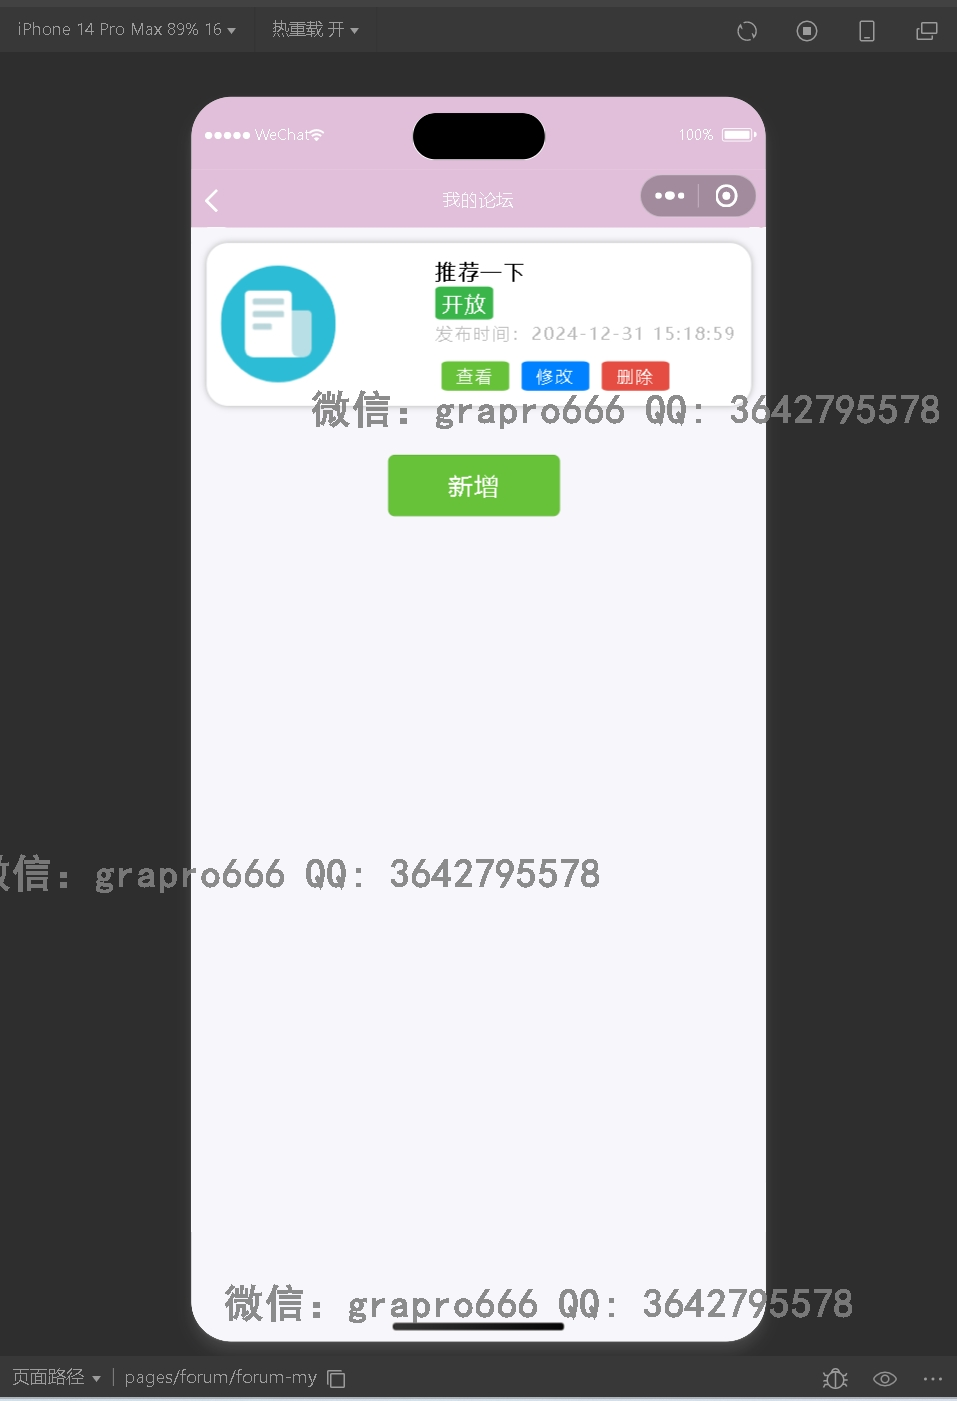 iPhone 14 Pro Max 89% 16 热重载 开
WeChat 100%
我的论坛
推荐一下
开放
发布时间：2024-12-31 15:18:59
查看 修改 删除
微信：grapro666 QQ: 3642795578
新增
微信：grapro666 QQ: 3642795578
微信：grapro666 QQ: 3642795578
页面路径 | pages/forum/forum-my